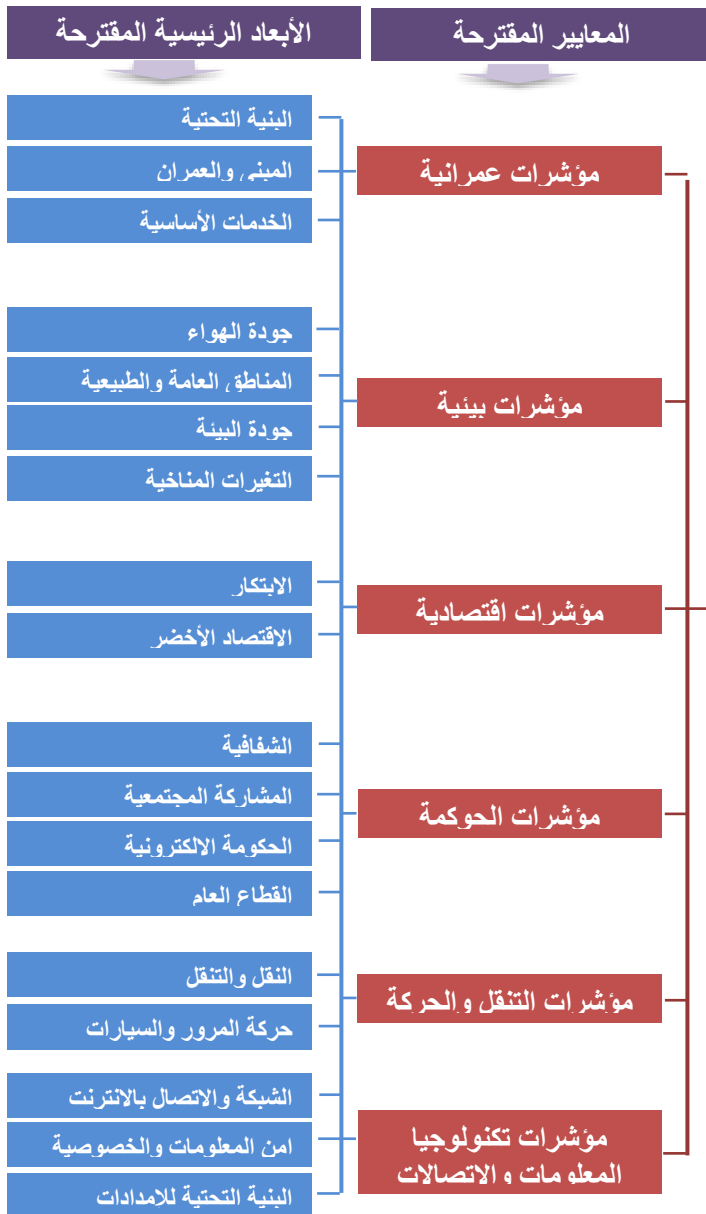 المعايير المقترحة
الأبعاد الرئيسية المقترحة
مؤشرات عمرانية
البنية التحتية
المبنى والعمران
الخدمات الأساسية
مؤشرات بيئية
جودة الهواء
المناطق العامة والطبيعية
جودة البيئة
التغيرات المناخية
مؤشرات اقتصادية
الابتكار
الاقتصاد الأخضر
مؤشرات الحوكمة
الشفافية
المشاركة المجتمعية
الحكومة الالكترونية
القطاع العام
مؤشرات التنقل والحركة
النقل والتنقل
حركة المرور والسيارات
مؤشرات تكنولوجيا
المعلومات والاتصالات
الشبكة والاتصال بالانترنت
امن المعلومات والخصوصية
البنية التحتية للامدادات